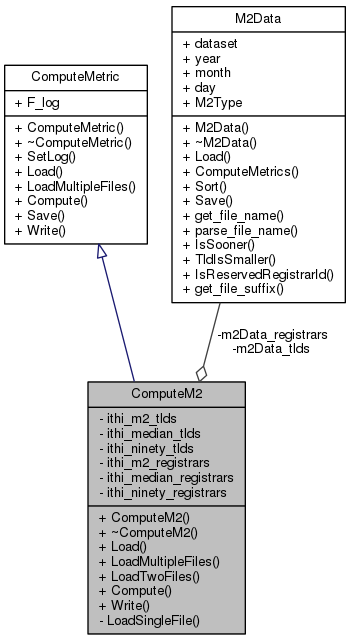 M2Data
+ dataset
+ year
+ month
+ day
+ M2Type
+ M2Data()
+ ~M2Data()
+ Load()
+ ComputeMetrics()
+ Sort()
+ Save()
+ get_file_name()
+ parse_file_name()
+ IsSooner()
+ TldIsSmaller()
+ IsReservedRegistrarId()
+ get_file_suffix()
ComputeMetric
+ F_log
+ ComputeMetric()
+ ~ComputeMetric()
+ SetLog()
+ Load()
+ LoadMultipleFiles()
+ Compute()
+ Save()
+ Write()
-m2Data_registrars
-m2Data_tlds
ComputeM2
- ithi_m2_tlds
- ithi_median_tlds
- ithi_ninety_tlds
- ithi_m2_registrars
- ithi_median_registrars
- ithi_ninety_registrars
+ ComputeM2()
+ ~ComputeM2()
+ Load()
+ LoadMultipleFiles()
+ LoadTwoFiles()
+ Compute()
+ Write()
- LoadSingleFile()